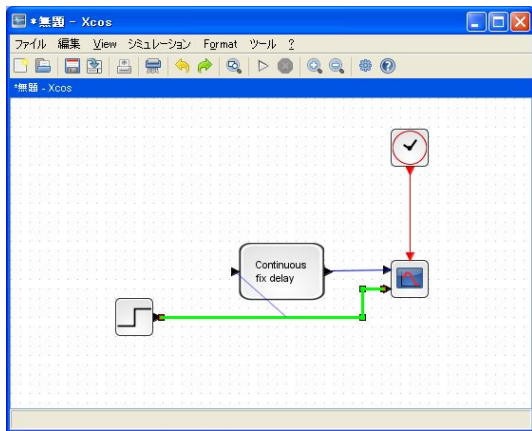 *無題 - Xcos
ファイル 編集 View シミュレーション Format ツール ?
*無題 - Xcos
Continuous
fix delay